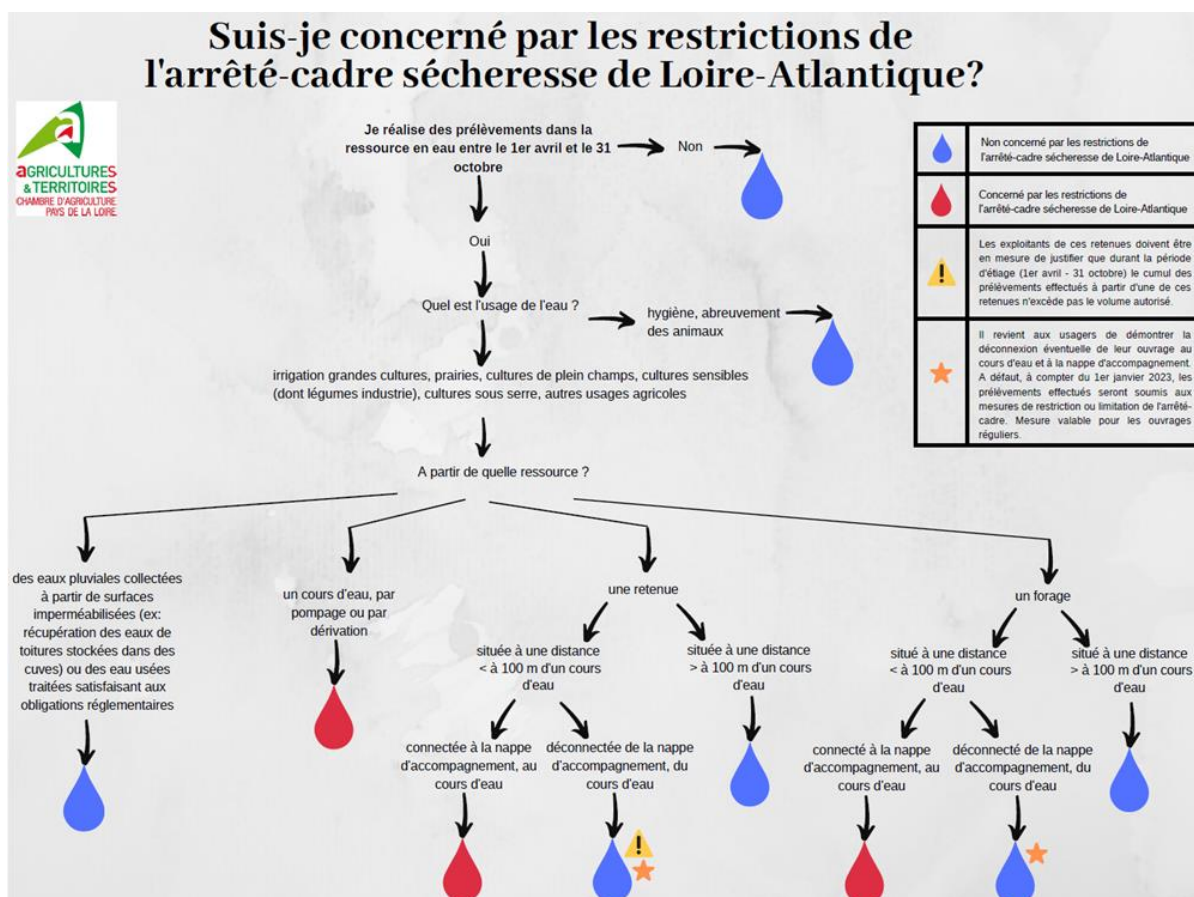 Suis-je concerné par les restrictions de
l'arrêté-cadre sécheresse de Loire-Atlantique?
aGRICULTURES
& TERRITOIRES
CHAMBRE D'AGRICULTURE
PAYS DE LA LOIRE
Je réalise des prélèvements dans la
ressource en eau entre le 1er avril et le 31
octobre
Non
Oui
Quel est l'usage de l'eau ?
hygiène, abreuvement
des animaux
irrigation grandes cultures, prairies, cultures de plein champs, cultures sensibles
(dont légumes industrie), cultures sous serre, autres usages agricoles
A partir de quelle ressource ?
Non concerné par les restrictions de
l'arrêté-cadre sécheresse de Loire-Atlantique
Concerné par les restrictions de
l'arrêté-cadre sécheresse de Loire-Atlantique
Les exploitants de ces retenues doivent être
en mesure de justifier que durant la période
d'étiage (1er avril - 31 octobre) le cumul des
prélèvements effectués à partir d'une de ces
retenues n'excède pas le volume autorisé.
Il revient aux usagers de démontrer la
déconnexion éventuelle de leur ouvrage au
cours d'eau et à la nappe d'accompagnement.
A défaut, à compter du 1er janvier 2023, les
prélèvements effectués seront soumis aux
mesures de restriction ou limitation de l'arrêté-
cadre. Mesure valable pour les ouvrages
réguliers.
des eaux pluviales collectées
à partir de surfaces
imperméabilisées (ex:
récupération des eaux de
toitures stockées dans des
cuves) ou des eau usées
traitées satisfaisant aux
obligations réglementaires
un cours d'eau, par
pompage ou par
dérivation
une retenue
située à une distance
< à 100 m d'un cours
d'eau
située à une distance
> à 100 m d'un cours
d'eau
connectée à la nappe
d'accompagnement, au
cours d'eau
déconnectée de la nappe
d'accompagnement, du
cours d'eau
un forage
situé à une distance
< à 100 m d'un cours
d'eau
situé à une distance
> à 100 m d'un cours
d'eau
connecté à la nappe
d'accompagnement, au
cours d'eau
déconnecté de la nappe
d'accompagnement, du
cours d'eau